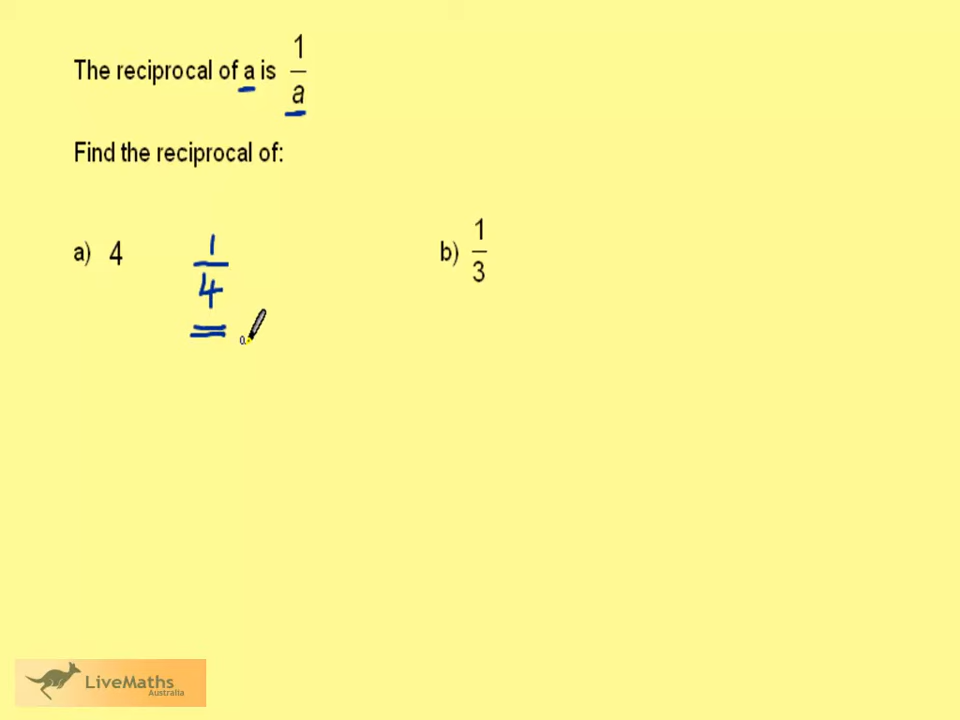 The reciprocal of a is 1/a
Find the reciprocal of:
a) 4 1/4
b) 1/3
LiveMaths
Australia